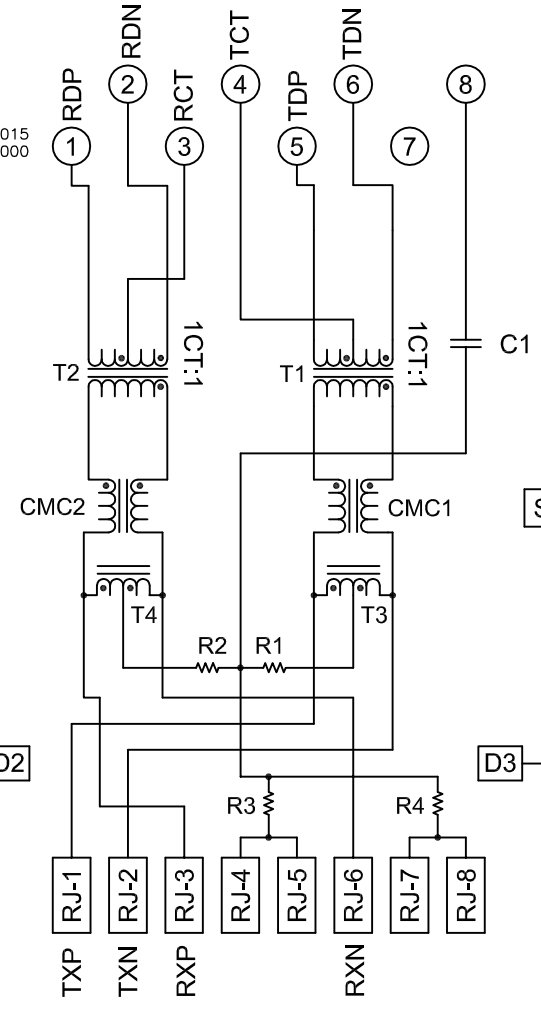 RDN
TCT
TDN
RDP
RCT
TDP
2
4
6
8
015
000
1
3
5
7
T2
1CT:1
T1
1CT:1
C1
CMC2
CMC1
S
T4
T3
R2
R1
D2
D3
R3
R4
RJ-1
RJ-2
RJ-3
RJ-4
RJ-5
RJ-6
RJ-7
RJ-8
TXP
TXN
RXP
RXN